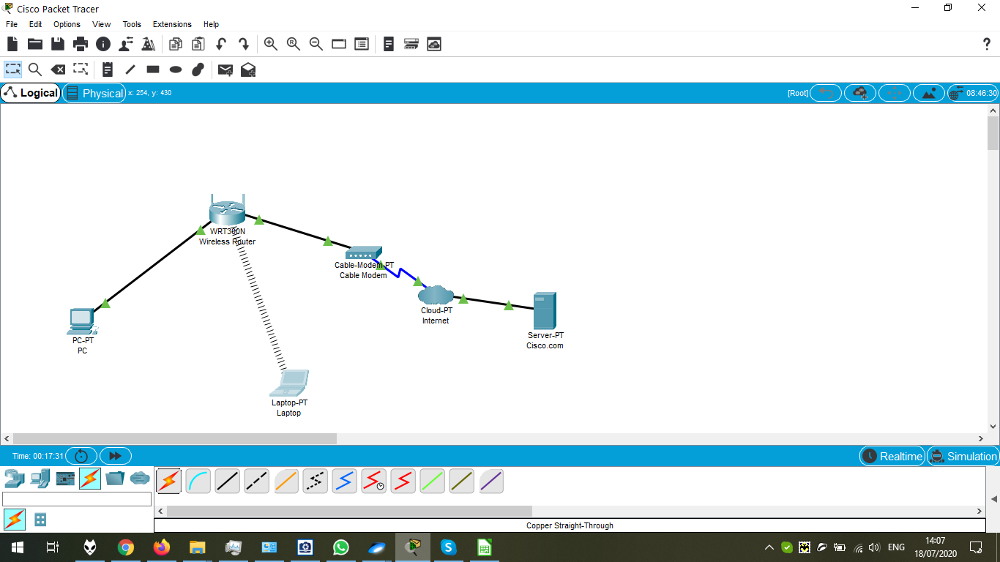 Cisco Packet Tracer
File Edit Options View Tools Extensions Help
Logical Physical x: 254, y: 430 [Root] 08:46:30
WRT300N
Wireless Router
Cable-Modem-PT
Cable Modem
Cloud-PT
Internet
Server-PT
Cisco.com
PC-PT
PC
Laptop-PT
Laptop
Time: 00:17:31 Realtime Simulation
Copper Straight-Through
ENG 14:07
18/07/2020